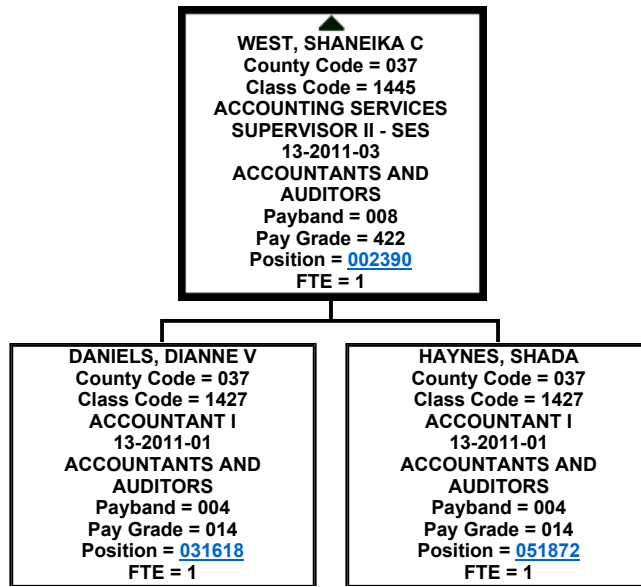 WEST, SHANEIKA C
County Code = 037
Class Code = 1445
ACCOUNTING SERVICES
SUPERVISOR II - SES
13-2011-03
ACCOUNTANTS AND
AUDITORS
Payband = 008
Pay Grade = 422
Position = 002390
FTE = 1
DANIELS, DIANNE V
County Code = 037
Class Code = 1427
ACCOUNTANT I
13-2011-01
ACCOUNTANTS AND
AUDITORS
Payband = 004
Pay Grade = 014
Position = 031618
FTE = 1
HAYNES, SHADA
County Code = 037
Class Code = 1427
ACCOUNTANT I
13-2011-01
ACCOUNTANTS AND
AUDITORS
Payband = 004
Pay Grade = 014
Position = 051872
FTE = 1